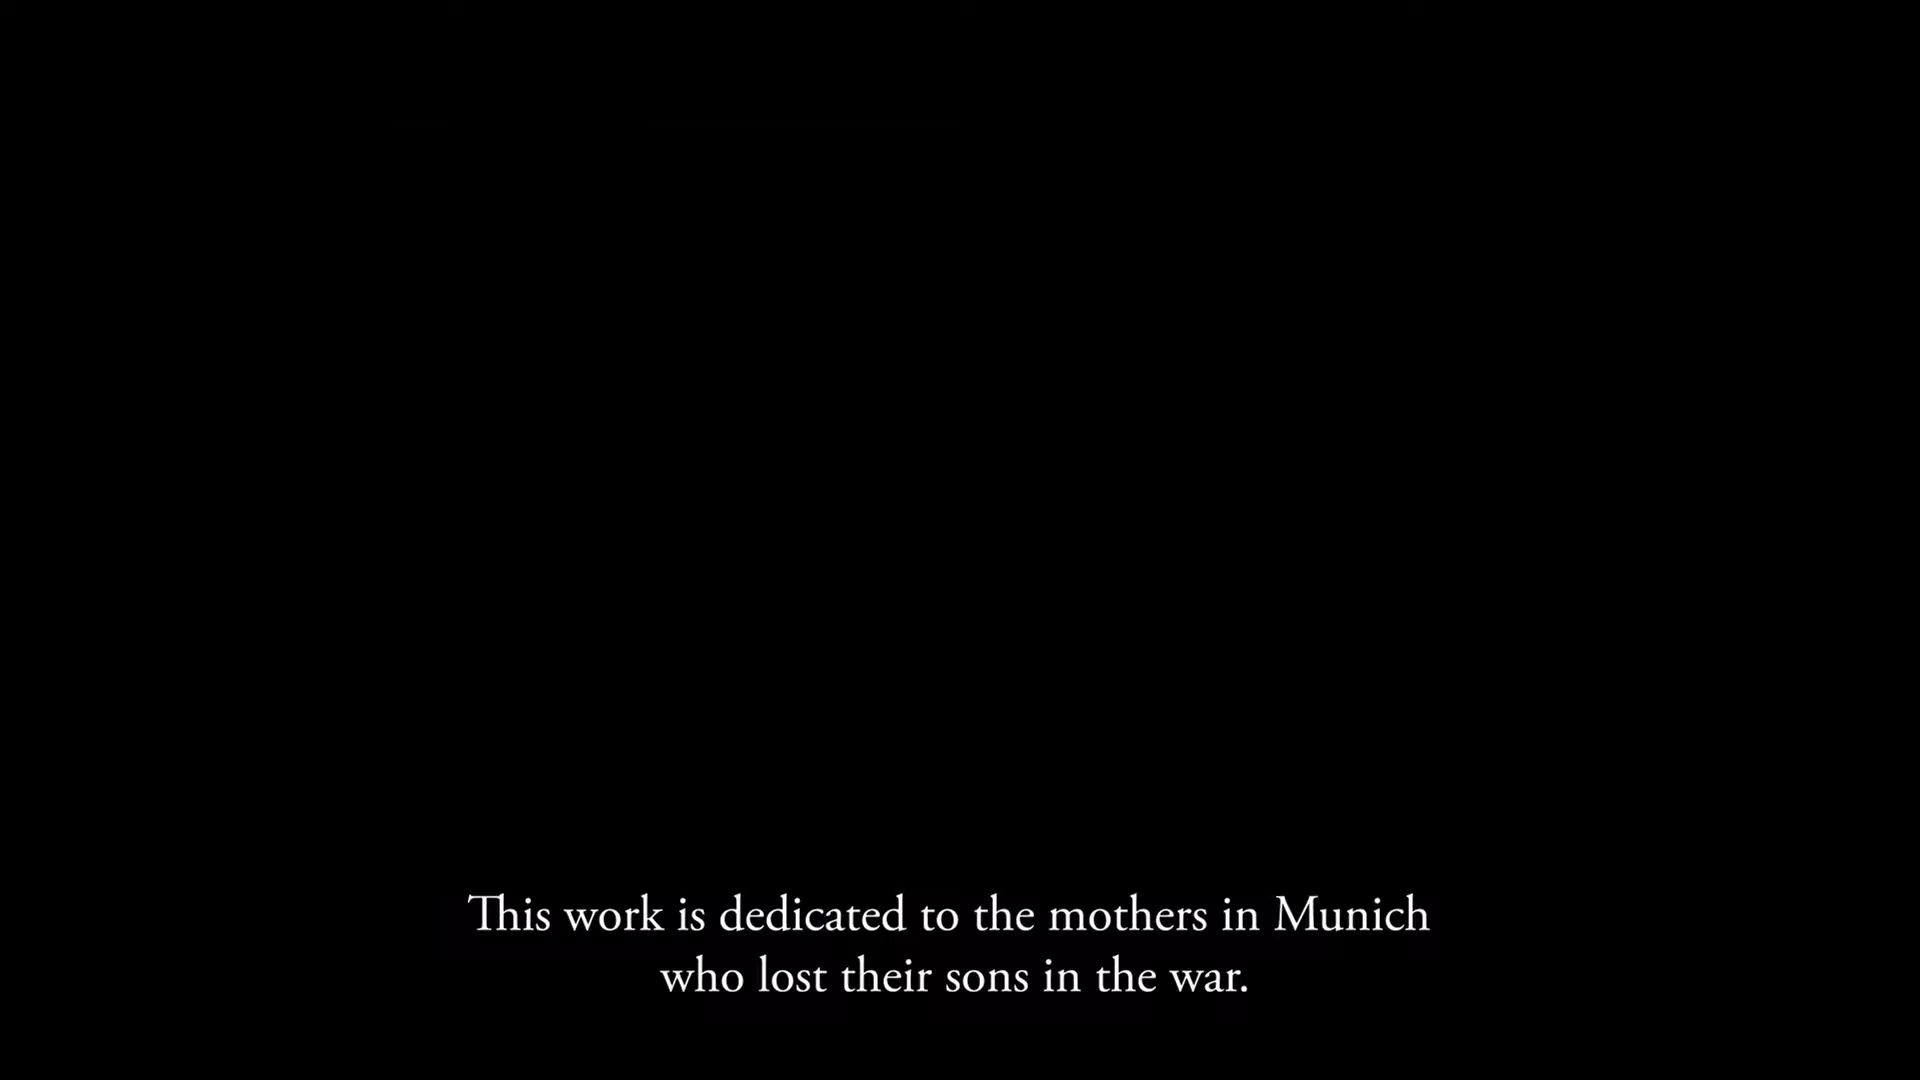 This work is dedicated to the mothers in Munich
who lost their sons in the war.